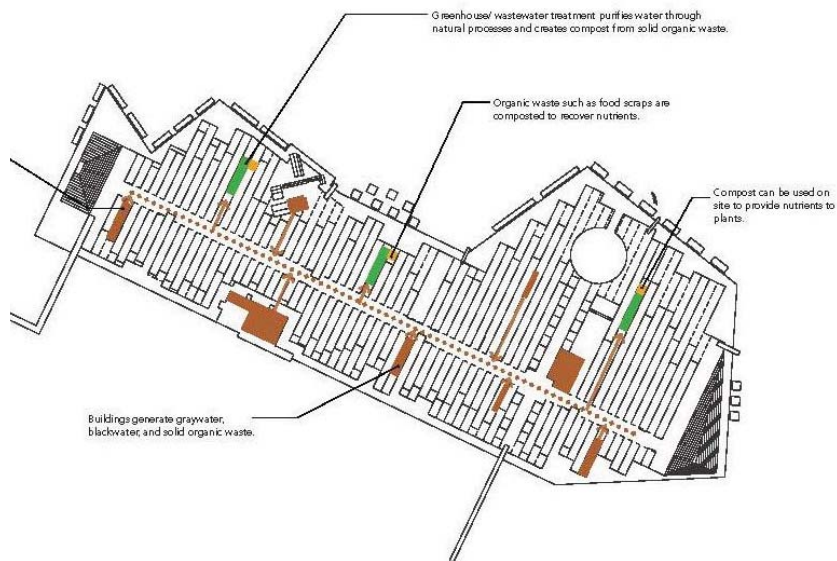 Greenhouse/ wastewater treatment purifies water through
natural processes and creates compost from solid organic waste.
Organic waste such as food scraps are
composted to recover nutrients.
Compost can be used on
site to provide nutrients to
plants.
Buildings generate graywater,
blackwater, and solid organic waste.